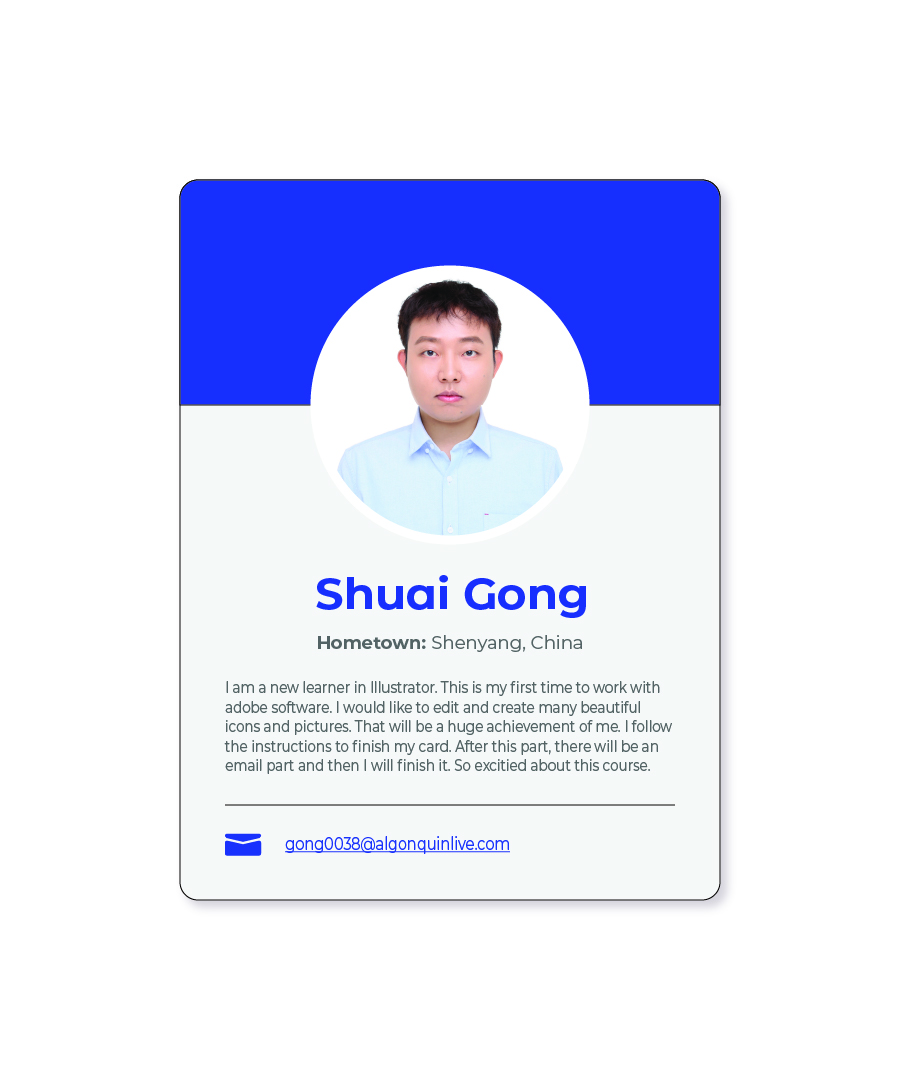 Shuai Gong
Hometown: Shenyang, China
I am a new learner in Illustrator. This is my first time to work with
adobe software. I would like to edit and create many beautiful
icons and pictures. That will be a huge achievement of me. I follow
the instructions to finish my card. After this part, there will be an
email part and then I will finish it. So excitied about this course.
gong0038@algonquinlive.com